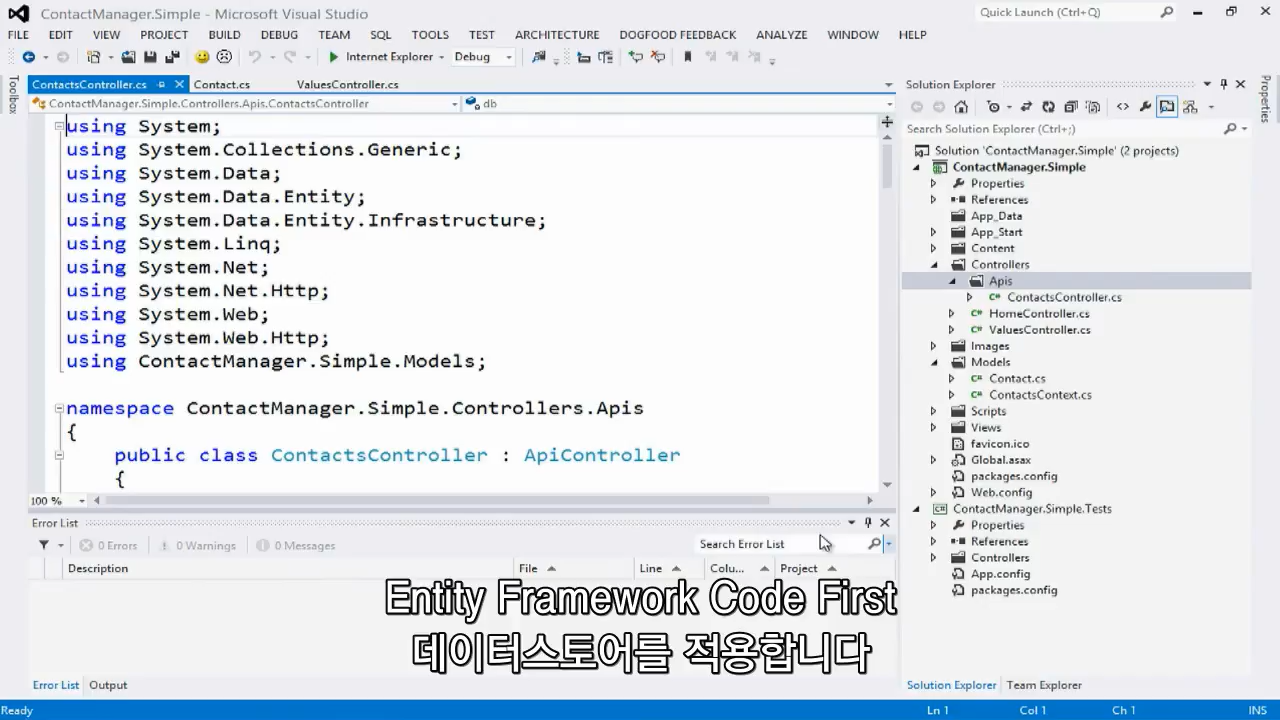 ContactManager.Simple - Microsoft Visual Studio
Quick Launch (Ctrl+Q)
FILE EDIT VIEW PROJECT BUILD DEBUG TEAM SQL TOOLS TEST ARCHITECTURE DOGFOOD FEEDBACK ANALYZE WINDOW HELP
Internet Explorer Debug
Toolbox
ContactsController.cs Contact.cs ValuesController.cs
ContactManager.Simple.Controllers.Apis.ContactsController db
using System;
using System.Collections.Generic;
using System.Data;
using System.Data.Entity;
using System.Data.Entity.Infrastructure;
using System.Linq;
using System.Net;
using System.Net.Http;
using System.Web;
using System.Web.Http;
using ContactManager.Simple.Models;
namespace ContactManager.Simple.Controllers.Apis
{
public class ContactsController : ApiController
{
100 %
Error List
0 Errors 0 Warnings 0 Messages
Search Error List
Description File Line Colu... Project
Entity Framework Code First
데이터스토어를 적용합니다
Error List Output
Solution Explorer
Search Solution Explorer (Ctrl+;)
Solution 'ContactManager.Simple' (2 projects)
ContactManager.Simple
Properties
References
App_Data
App_Start
Content
Controllers
Apis
ContactsController.cs
HomeController.cs
ValuesController.cs
Images
Models
Contact.cs
ContactsContext.cs
Scripts
Views
favicon.ico
Global.asax
packages.config
Web.config
ContactManager.Simple.Tests
Properties
References
Controllers
App.config
packages.config
Solution Explorer Team Explorer
Properties
Ready Ln 1 Col 1 Ch 1 INS